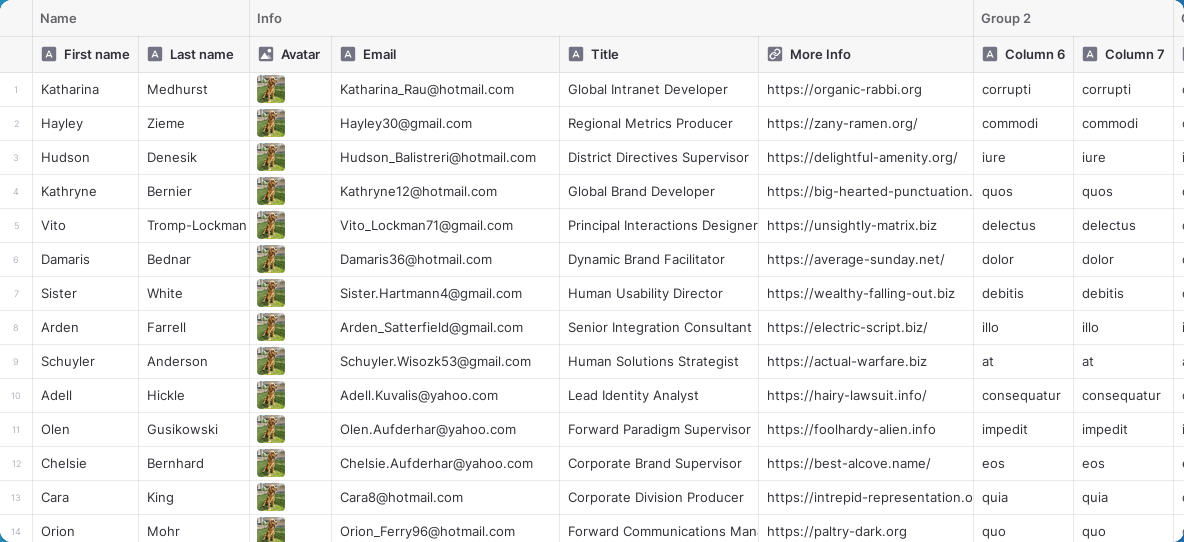 Name Info Group 2
First name Last name Avatar Email Title More Info Column 6 Column 7
1 Katharina Medhurst Katharina_Rau@hotmail.com Global Intranet Developer https://organic-rabbi.org corrupti corrupti
2 Hayley Zieme Hayley30@gmail.com Regional Metrics Producer https://zany-ramen.org/ commodi commodi
3 Hudson Denesik Hudson_Balistreri@hotmail.com District Directives Supervisor https://delightful-amenity.org/ iure iure
4 Kathryne Bernier Kathryne12@hotmail.com Global Brand Developer https://big-hearted-punctuation. quos quos
5 Vito Tromp-Lockman Vito_Lockman71@gmail.com Principal Interactions Designer https://unsightly-matrix.biz delectus delectus
6 Damaris Bednar Damaris36@hotmail.com Dynamic Brand Facilitator https://average-sunday.net/ dolor dolor
7 Sister White Sister.Hartmann4@gmail.com Human Usability Director https://wealthy-falling-out.biz debitis debitis
8 Arden Farrell Arden_Satterfield@gmail.com Senior Integration Consultant https://electric-script.biz/ illo illo
9 Schuyler Anderson Schuyler.Wisozk53@gmail.com Human Solutions Strategist https://actual-warfare.biz at at
10 Adell Hickle Adell.Kuvalis@yahoo.com Lead Identity Analyst https://hairy-lawsuit.info/ consequatur consequatur
11 Olen Gusikowski Olen.Aufderhar@yahoo.com Forward Paradigm Supervisor https://foolhardy-alien.info impedit impedit
12 Chelsie Bernhard Chelsie.Aufderhar@yahoo.com Corporate Brand Supervisor https://best-alcove.name/ eos eos
13 Cara King Cara8@hotmail.com Corporate Division Producer https://intrepid-representation.o quia quia
14 Orion Mohr Orion_Ferry96@hotmail.com Forward Communications Man https://paltry-dark.org quo quo